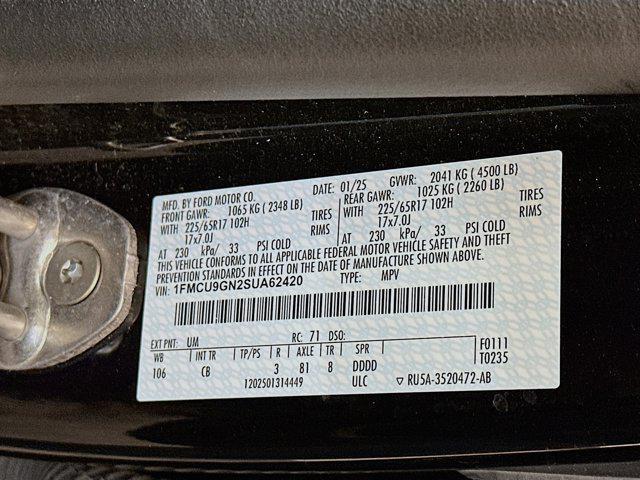 MFD. BY FORD MOTOR CO. DATE: 01/25 GVWR: 2041 KG ( 4500 LB)
FRONT GAWR: 1065 KG ( 2348 LB) REAR GAWR: 1025 KG ( 2260 LB)
WITH 225/65R17 102H TIRES WITH 225/65R17 102H TIRES
17x7.0J RIMS 17x7.0J RIMS
AT 230 kPa/ 33 PSI COLD AT 230 kPa/ 33 PSI COLD
THIS VEHICLE CONFORMS TO ALL APPLICABLE FEDERAL MOTOR VEHICLE SAFETY AND THEFT
PREVENTION STANDARDS IN EFFECT ON THE DATE OF MANUFACTURE SHOWN ABOVE.
VIN: 1FMCU9GN2SUA62420 TYPE: MPV
EXT PNT: UM RC: 71 DSO: F0111
WB INT TR TP/PS R AXLE TR SPR T0235
106 CB 3 81 8 DDDD
1202501314449 ULC ▽ RU5A-3520472-AB